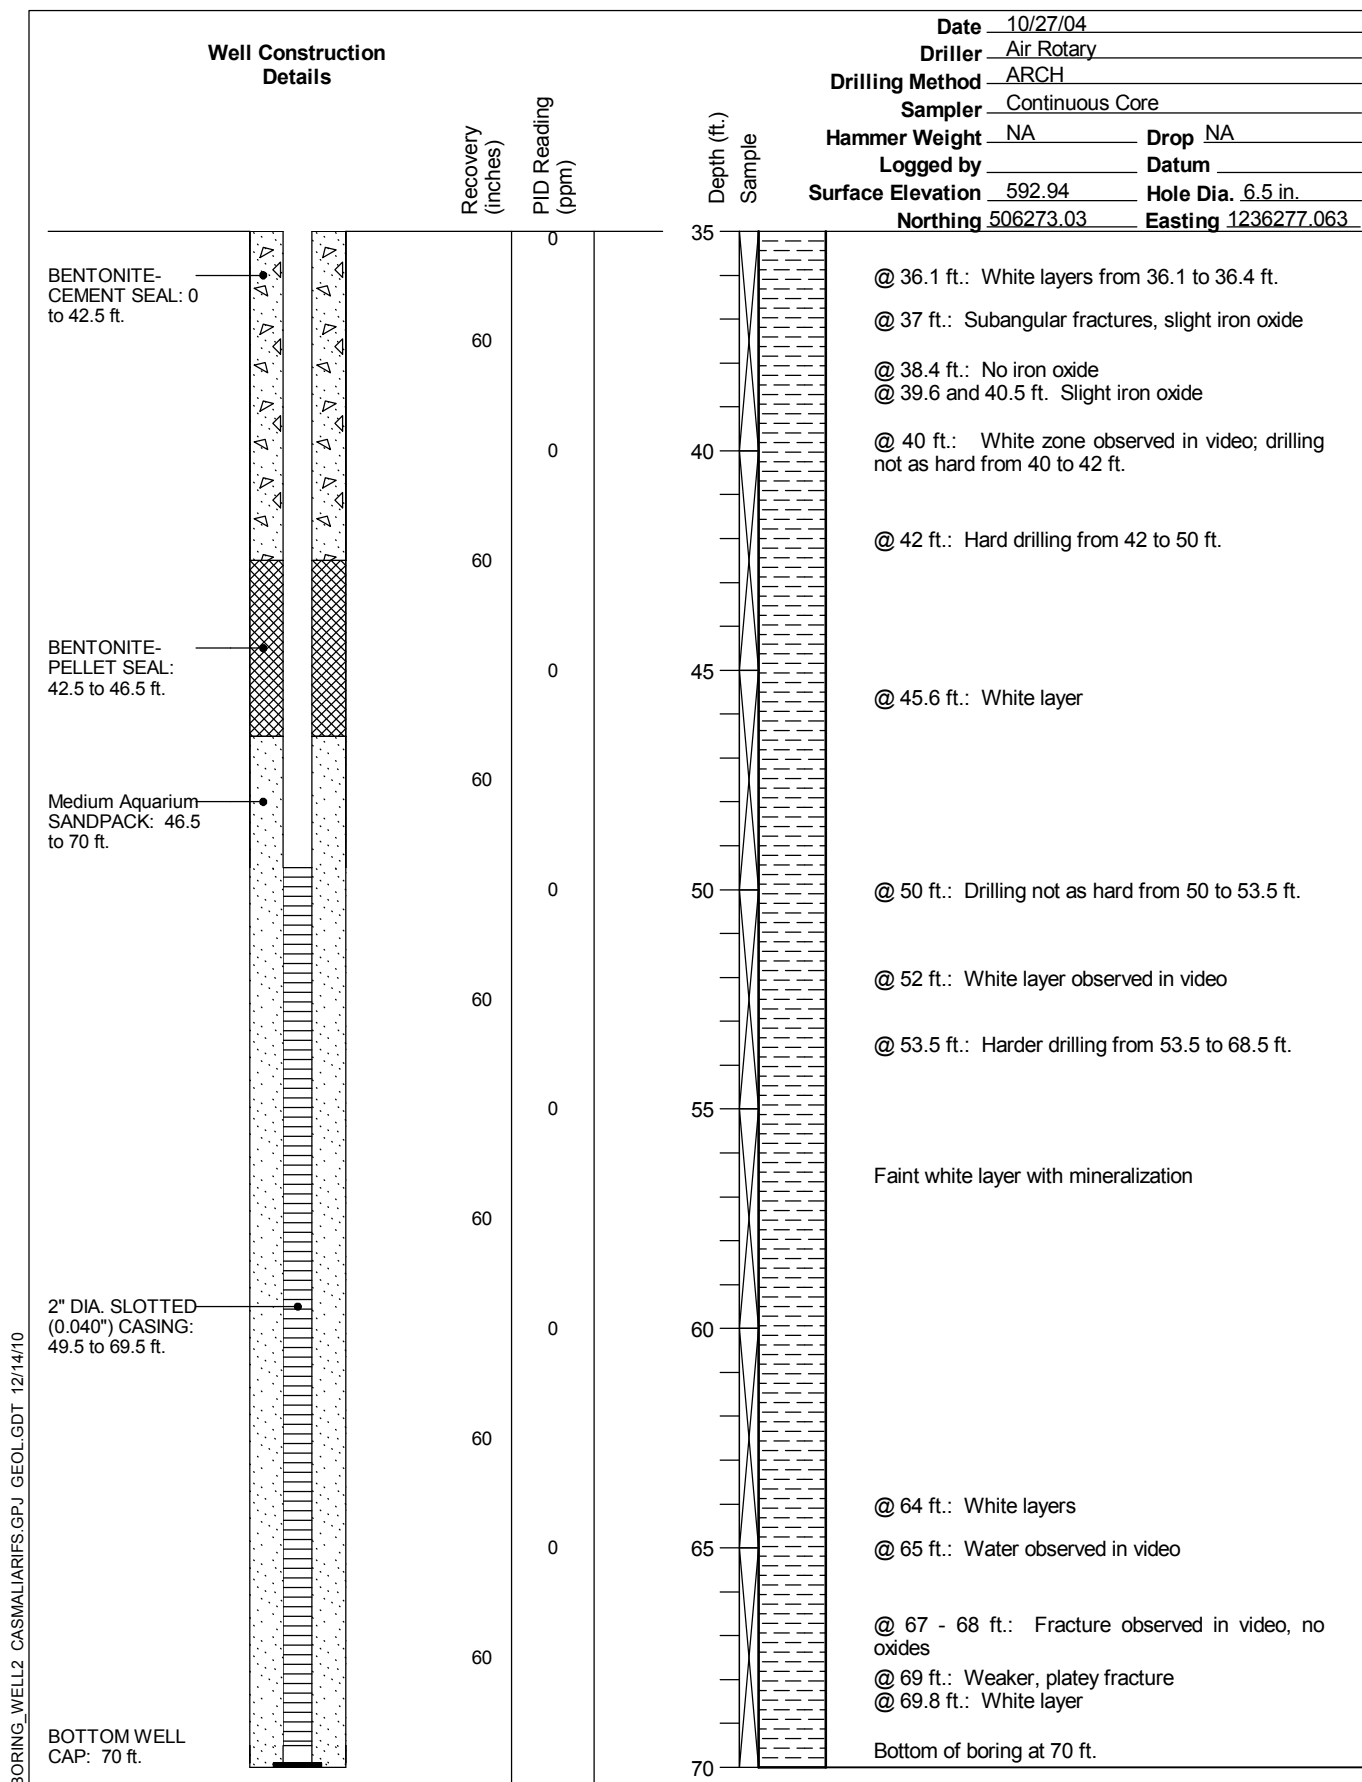 Well Construction
Details
Recovery
(inches)
PID Reading
(ppm)
Depth (ft.)
Sample
Date 10/27/04
Driller Air Rotary
Drilling Method ARCH
Sampler Continuous Core
Hammer Weight NA Drop NA
Logged by Datum
Surface Elevation 592.94 Hole Dia. 6.5 in.
Northing 506273.03 Easting 1236277.063
0
35
BENTONITE-
CEMENT SEAL: 0
to 42.5 ft.
@ 36.1 ft.: White layers from 36.1 to 36.4 ft.
@ 37 ft.: Subangular fractures, slight iron oxide
60
@ 38.4 ft.: No iron oxide
@ 39.6 and 40.5 ft. Slight iron oxide
0
40
@ 40 ft.: White zone observed in video; drilling
not as hard from 40 to 42 ft.
@ 42 ft.: Hard drilling from 42 to 50 ft.
60
BENTONITE-
PELLET SEAL:
42.5 to 46.5 ft.
0
45
@ 45.6 ft.: White layer
60
Medium Aquarium
SANDPACK: 46.5
to 70 ft.
0
50
@ 50 ft.: Drilling not as hard from 50 to 53.5 ft.
@ 52 ft.: White layer observed in video
60
@ 53.5 ft.: Harder drilling from 53.5 to 68.5 ft.
0
55
Faint white layer with mineralization
60
2" DIA. SLOTTED
(0.040") CASING:
49.5 to 69.5 ft.
0
60
60
@ 64 ft.: White layers
0
65
@ 65 ft.: Water observed in video
@ 67 - 68 ft.: Fracture observed in video, no
oxides
60
@ 69 ft.: Weaker, platey fracture
@ 69.8 ft.: White layer
BOTTOM WELL
CAP: 70 ft.
Bottom of boring at 70 ft.
70
BORING_WELL2 CASMALIARIFS.GPJ GEOL.GDT 12/14/10